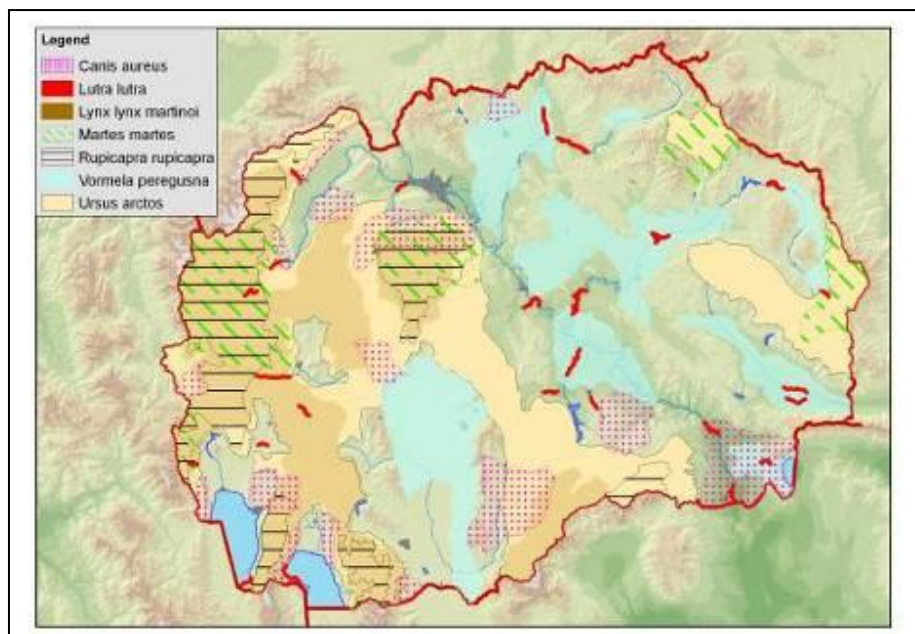 Legend
Canis aureus
Lutra lutra
Lynx lynx martinoi
Martes martes
Rupicapra rupicapra
Vormela peregusna
Ursus arctos